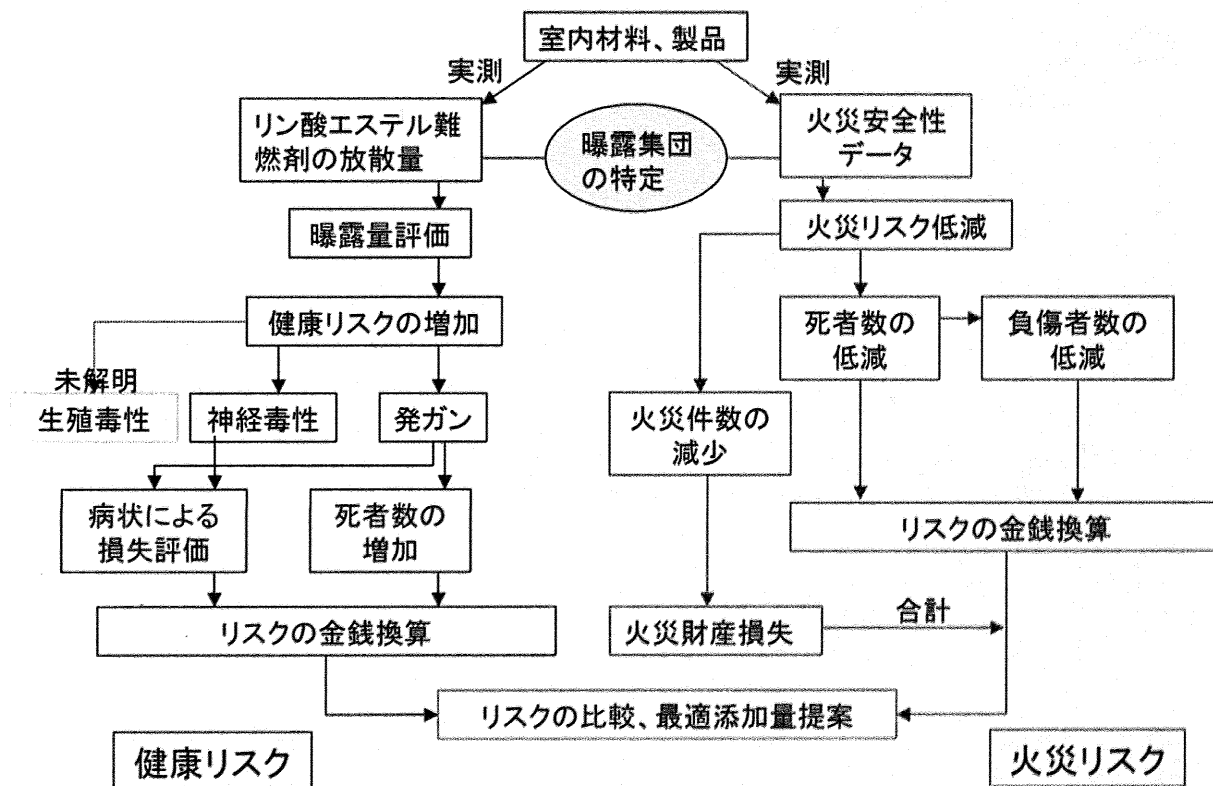 室内材料、製品
実測
実測
リン酸エステル難
燃剤の放散量
曝露集団
の特定
火災安全性
データ
曝露量評価
火災リスク低減
健康リスクの増加
死者数の
低減
負傷者数の
低減
未解明
生殖毒性
神経毒性
発ガン
火災件数の
減少
病状による
損失評価
死者数の
増加
リスクの金銭換算
リスクの金銭換算
火災財産損失
合計
リスクの比較、最適添加量提案
健康リスク
火災リスク